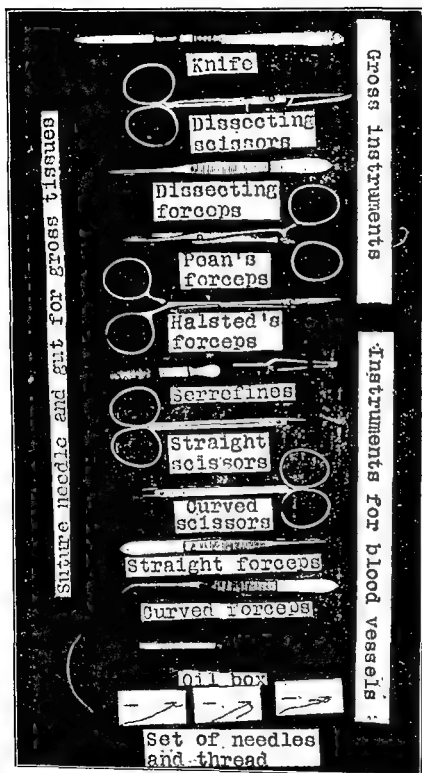 Knife
Dissecting
scissors
Dissecting
forceps
Pean's
forceps
Halsted's
forceps
Serrefines
Straight
scissors
Curved
scissors
Straight forceps
Curved forceps
Oil box
Set of needles
and thread
Gross instruments
Instruments for blood vessels
Suture needle and gut for gross tissues